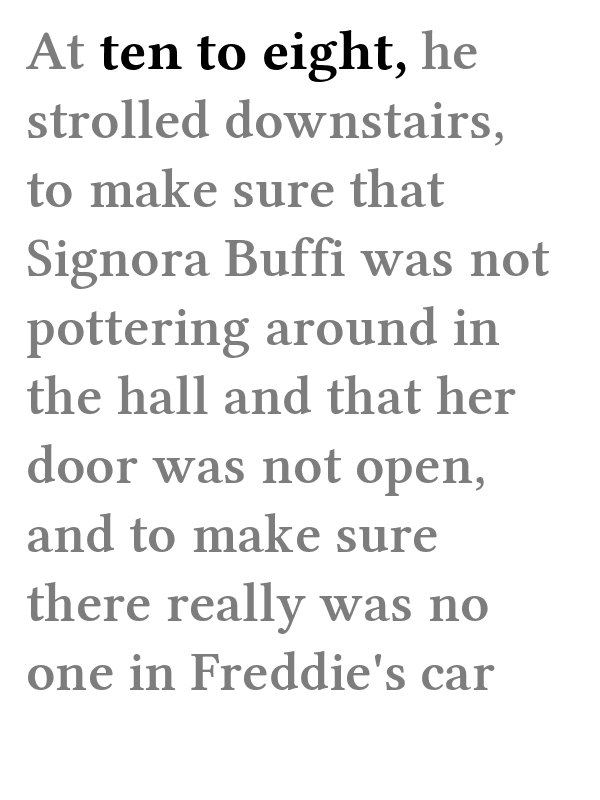 At ten to eight, he
strolled downstairs,
to make sure that
Signora Buffi was not
pottering around in
the hall and that her
door was not open,
and to make sure
there really was no
one in Freddie's car